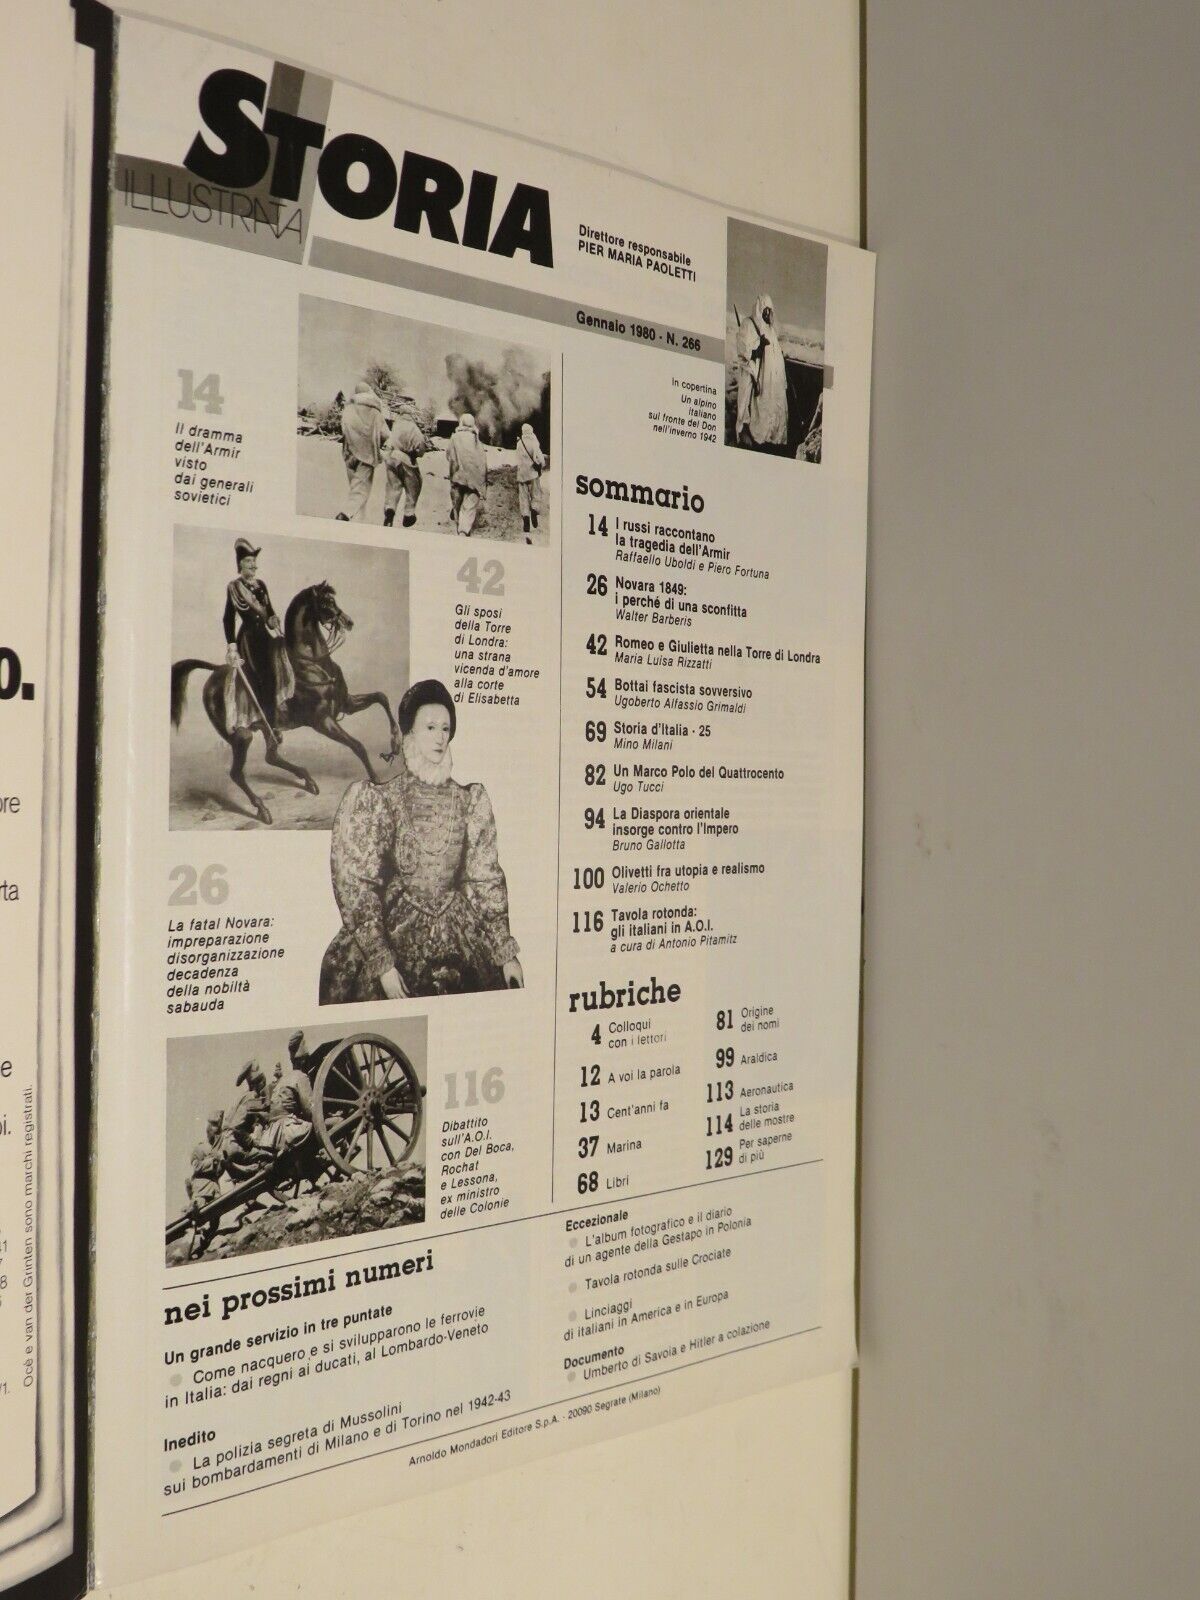 STORIA
ILLUSTRATA
Direttore responsabile
PIER MARIA PAOLETTI
Gennaio 1980 - N. 266
In copertina
Un alpino
italiano
sul fronte del Don
nell'inverno 1942
14
Il dramma
dell'Armir
visto
dai generali
sovietici
42
Gli sposi
della Torre
di Londra:
una strana
vicenda d'amore
alla corte
di Elisabetta
26
La fatal Novara:
impreparazione
disorganizzazione
decadenza
della nobiltà
sabauda
116
Dibattito
sull'A.O.I.
con Del Boca,
Rochat
e Lessona,
ex ministro
delle Colonie
sommario
14 I russi raccontano
la tragedia dell'Armir
Raffaello Uboldi e Piero Fortuna
26 Novara 1849:
i perché di una sconfitta
Walter Barberis
42 Romeo e Giulietta nella Torre di Londra
Maria Luisa Rizzatti
54 Bottai fascista sovversivo
Ugoberto Alfassio Grimaldi
69 Storia d'Italia - 25
Mino Milani
82 Un Marco Polo del Quattrocento
Ugo Tucci
94 La Diaspora orientale
insorge contro l'Impero
Bruno Gallotta
100 Olivetti fra utopia e realismo
Valerio Ochetto
116 Tavola rotonda:
gli italiani in A.O.I.
a cura di Antonio Pitamitz
rubriche
4 Colloqui
con i lettori
12 A voi la parola
13 Cent'anni fa
37 Marina
68 Libri
81 Origine
dei nomi
99 Araldica
113 Aeronautica
114 La storia
delle mostre
129 Per saperne
di più
nei prossimi numeri
Un grande servizio in tre puntate
Come nacquero e si svilupparono le ferrovie
in Italia: dai regni ai ducati, al Lombardo-Veneto
Inedito
La polizia segreta di Mussolini
sui bombardamenti di Milano e di Torino nel 1942-43
Eccezionale
L'album fotografico e il diario
di un agente della Gestapo in Polonia
Tavola rotonda sulle Crociate
Linciaggi
di italiani in America e in Europa
Documento
Umberto di Savoia e Hitler a colazione
Arnoldo Mondadori Editore S.p.A. - 20090 Segrate (Milano)
Océ e van der Grinten sono marchi registrati.